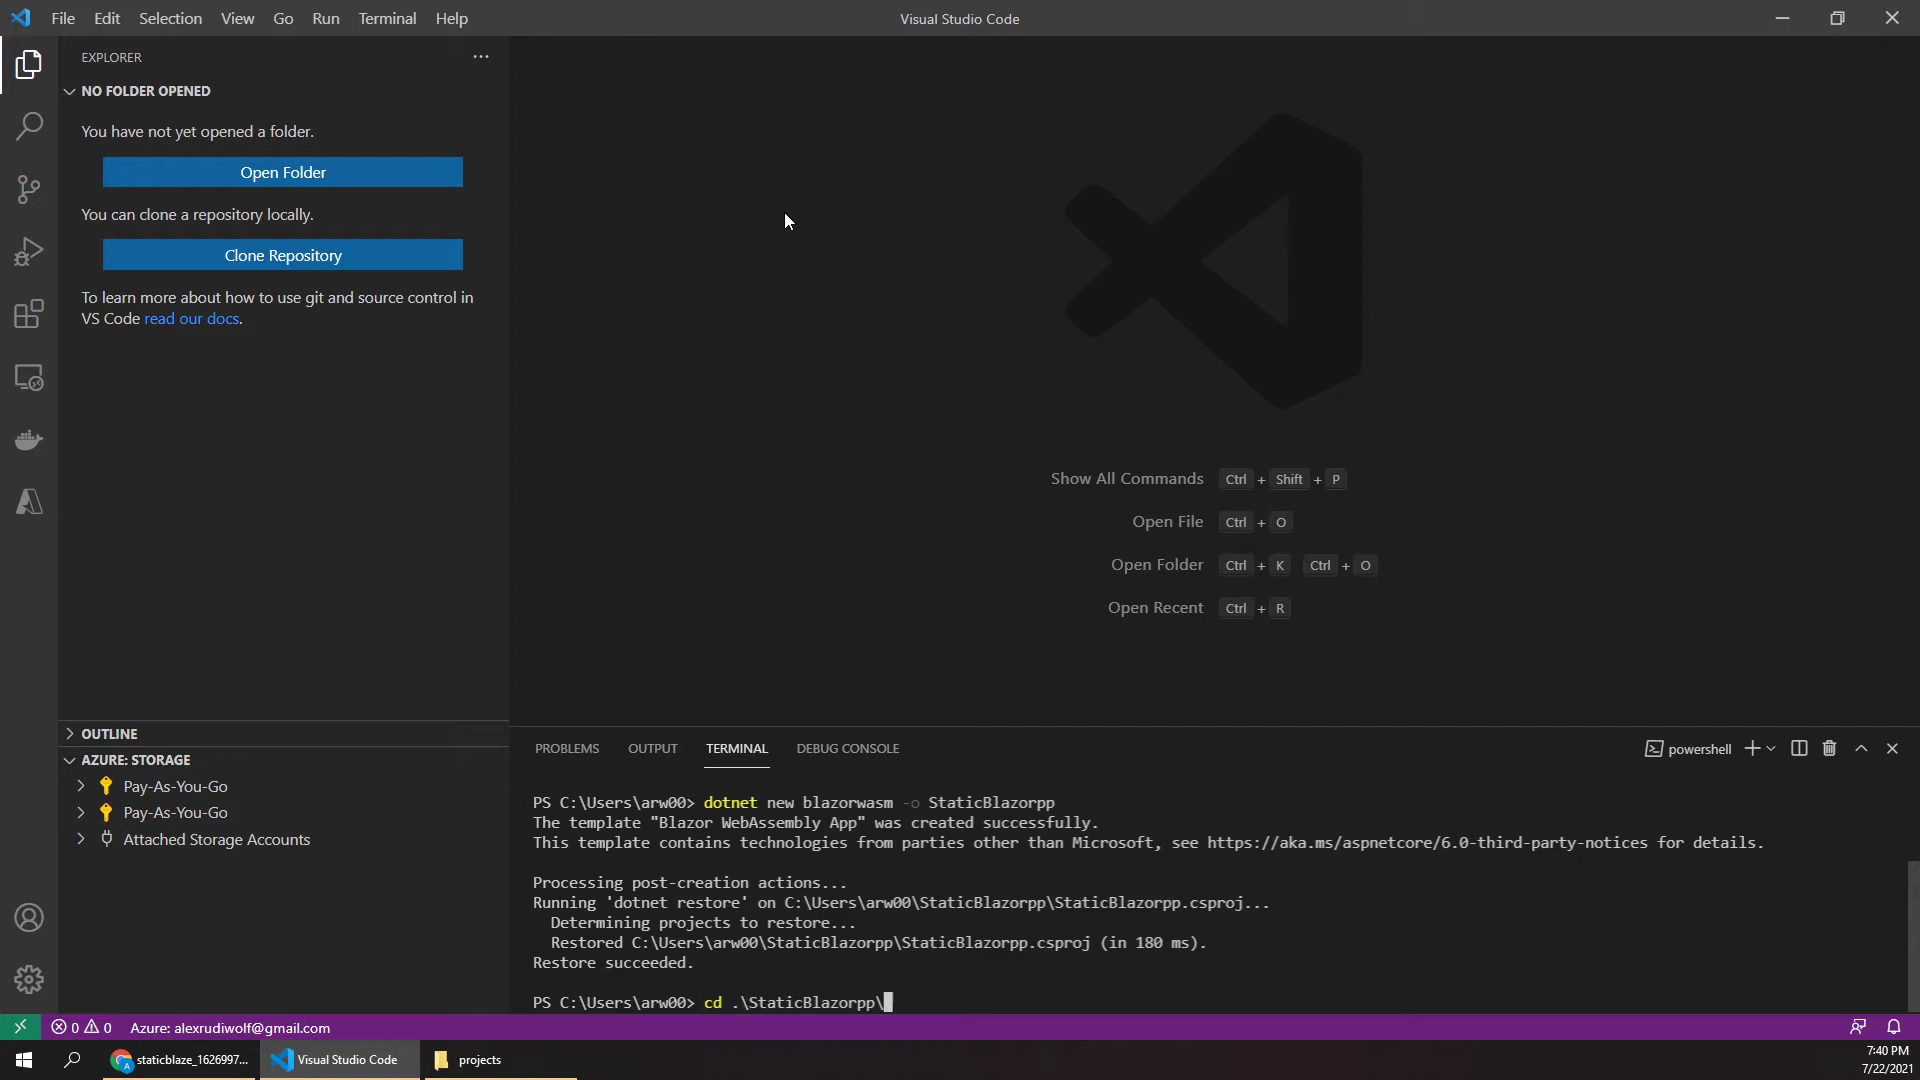 File Edit Selection View Go Run Terminal Help
Visual Studio Code
EXPLORER
NO FOLDER OPENED
You have not yet opened a folder.
Open Folder
You can clone a repository locally.
Clone Repository
To learn more about how to use git and source control in
VS Code read our docs.
Show All Commands Ctrl + Shift + P
Open File Ctrl + O
Open Folder Ctrl + K Ctrl + O
Open Recent Ctrl + R
OUTLINE
AZURE: STORAGE
Pay-As-You-Go
Pay-As-You-Go
Attached Storage Accounts
PROBLEMS OUTPUT TERMINAL DEBUG CONSOLE
powershell
PS C:\Users\arw00> dotnet new blazorwasm -o StaticBlazorpp
The template "Blazor WebAssembly App" was created successfully.
This template contains technologies from parties other than Microsoft, see https://aka.ms/aspnetcore/6.0-third-party-notices for details.
Processing post-creation actions...
Running 'dotnet restore' on C:\Users\arw00\StaticBlazorpp\StaticBlazorpp.csproj...
Determining projects to restore...
Restored C:\Users\arw00\StaticBlazorpp\StaticBlazorpp.csproj (in 180 ms).
Restore succeeded.
PS C:\Users\arw00> cd .\StaticBlazorpp\
0 0 Azure: alexrudiwolf@gmail.com
staticblaze_1626997... Visual Studio Code projects
7:40 PM
7/22/2021